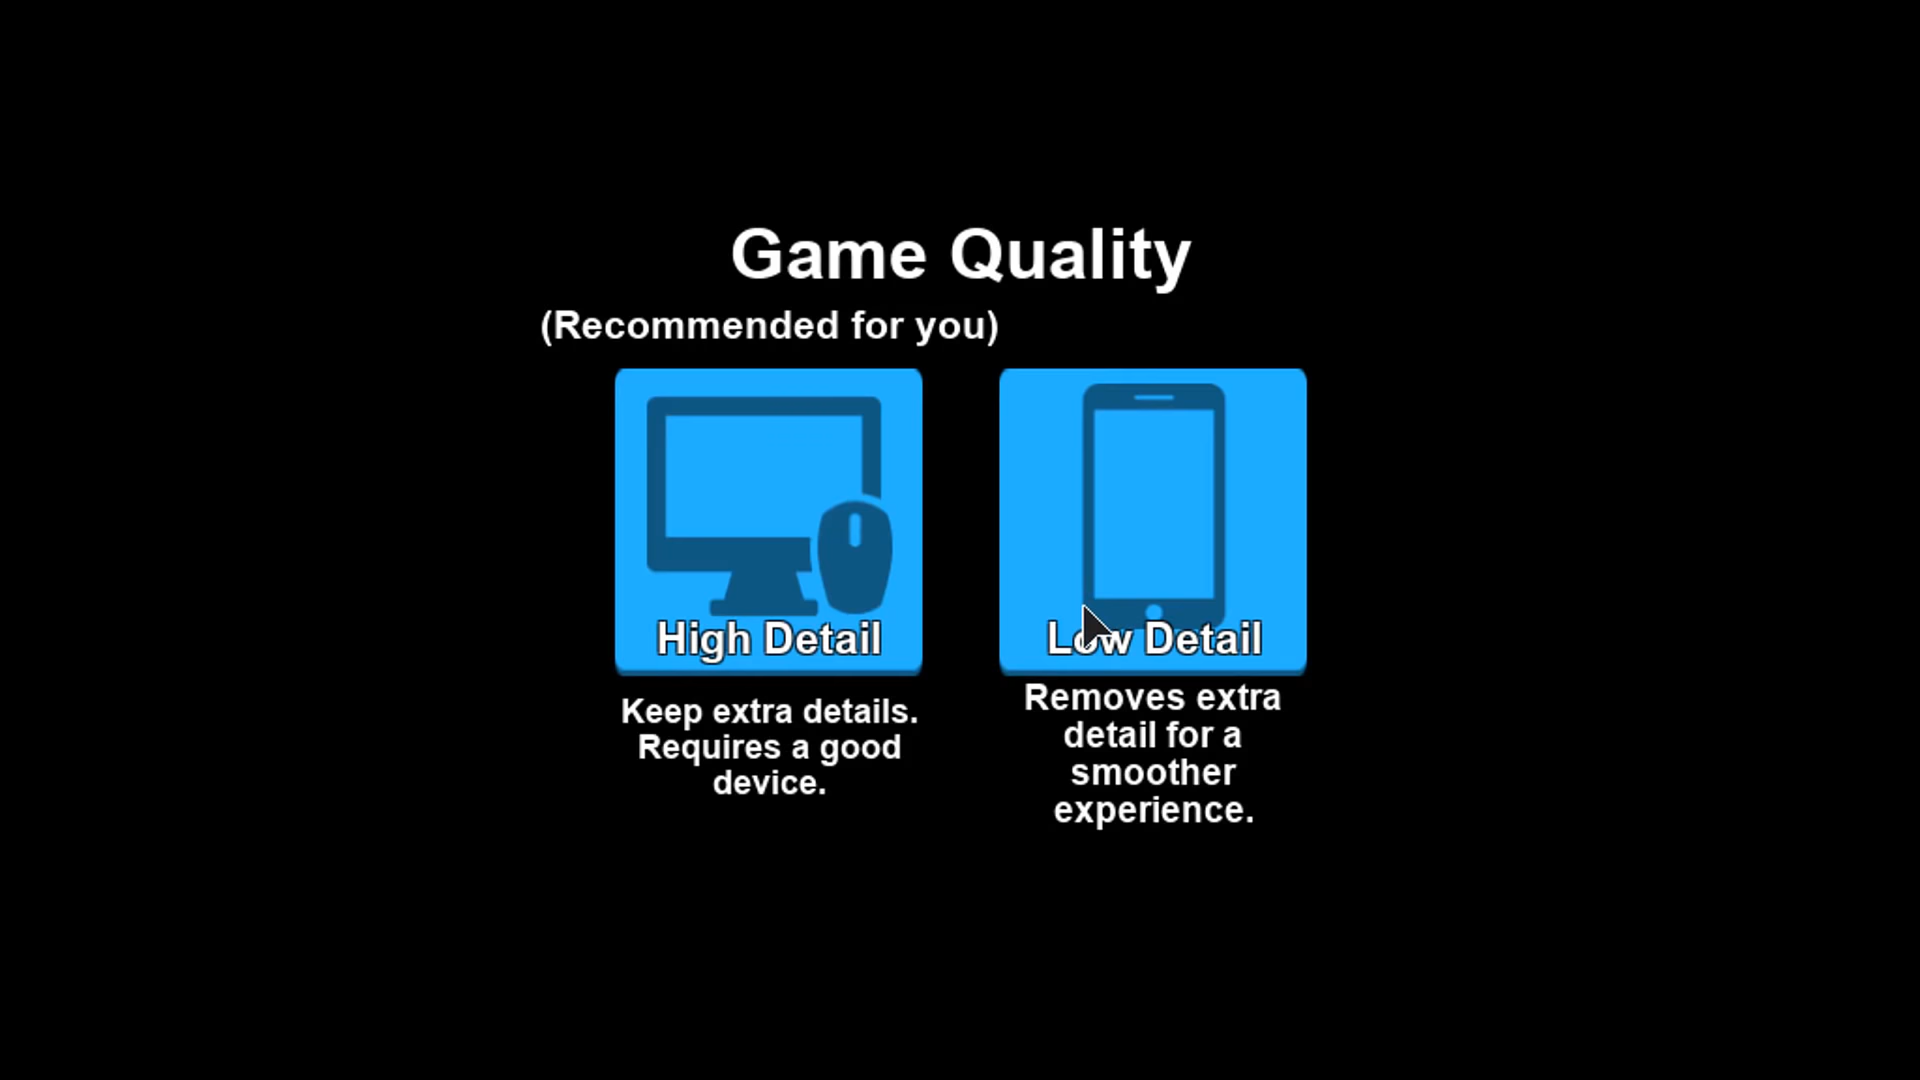 Game Quality
(Recommended for you)
High Detail
Keep extra details.
Requires a good
device.
Low Detail
Removes extra
detail for a
smoother
experience.